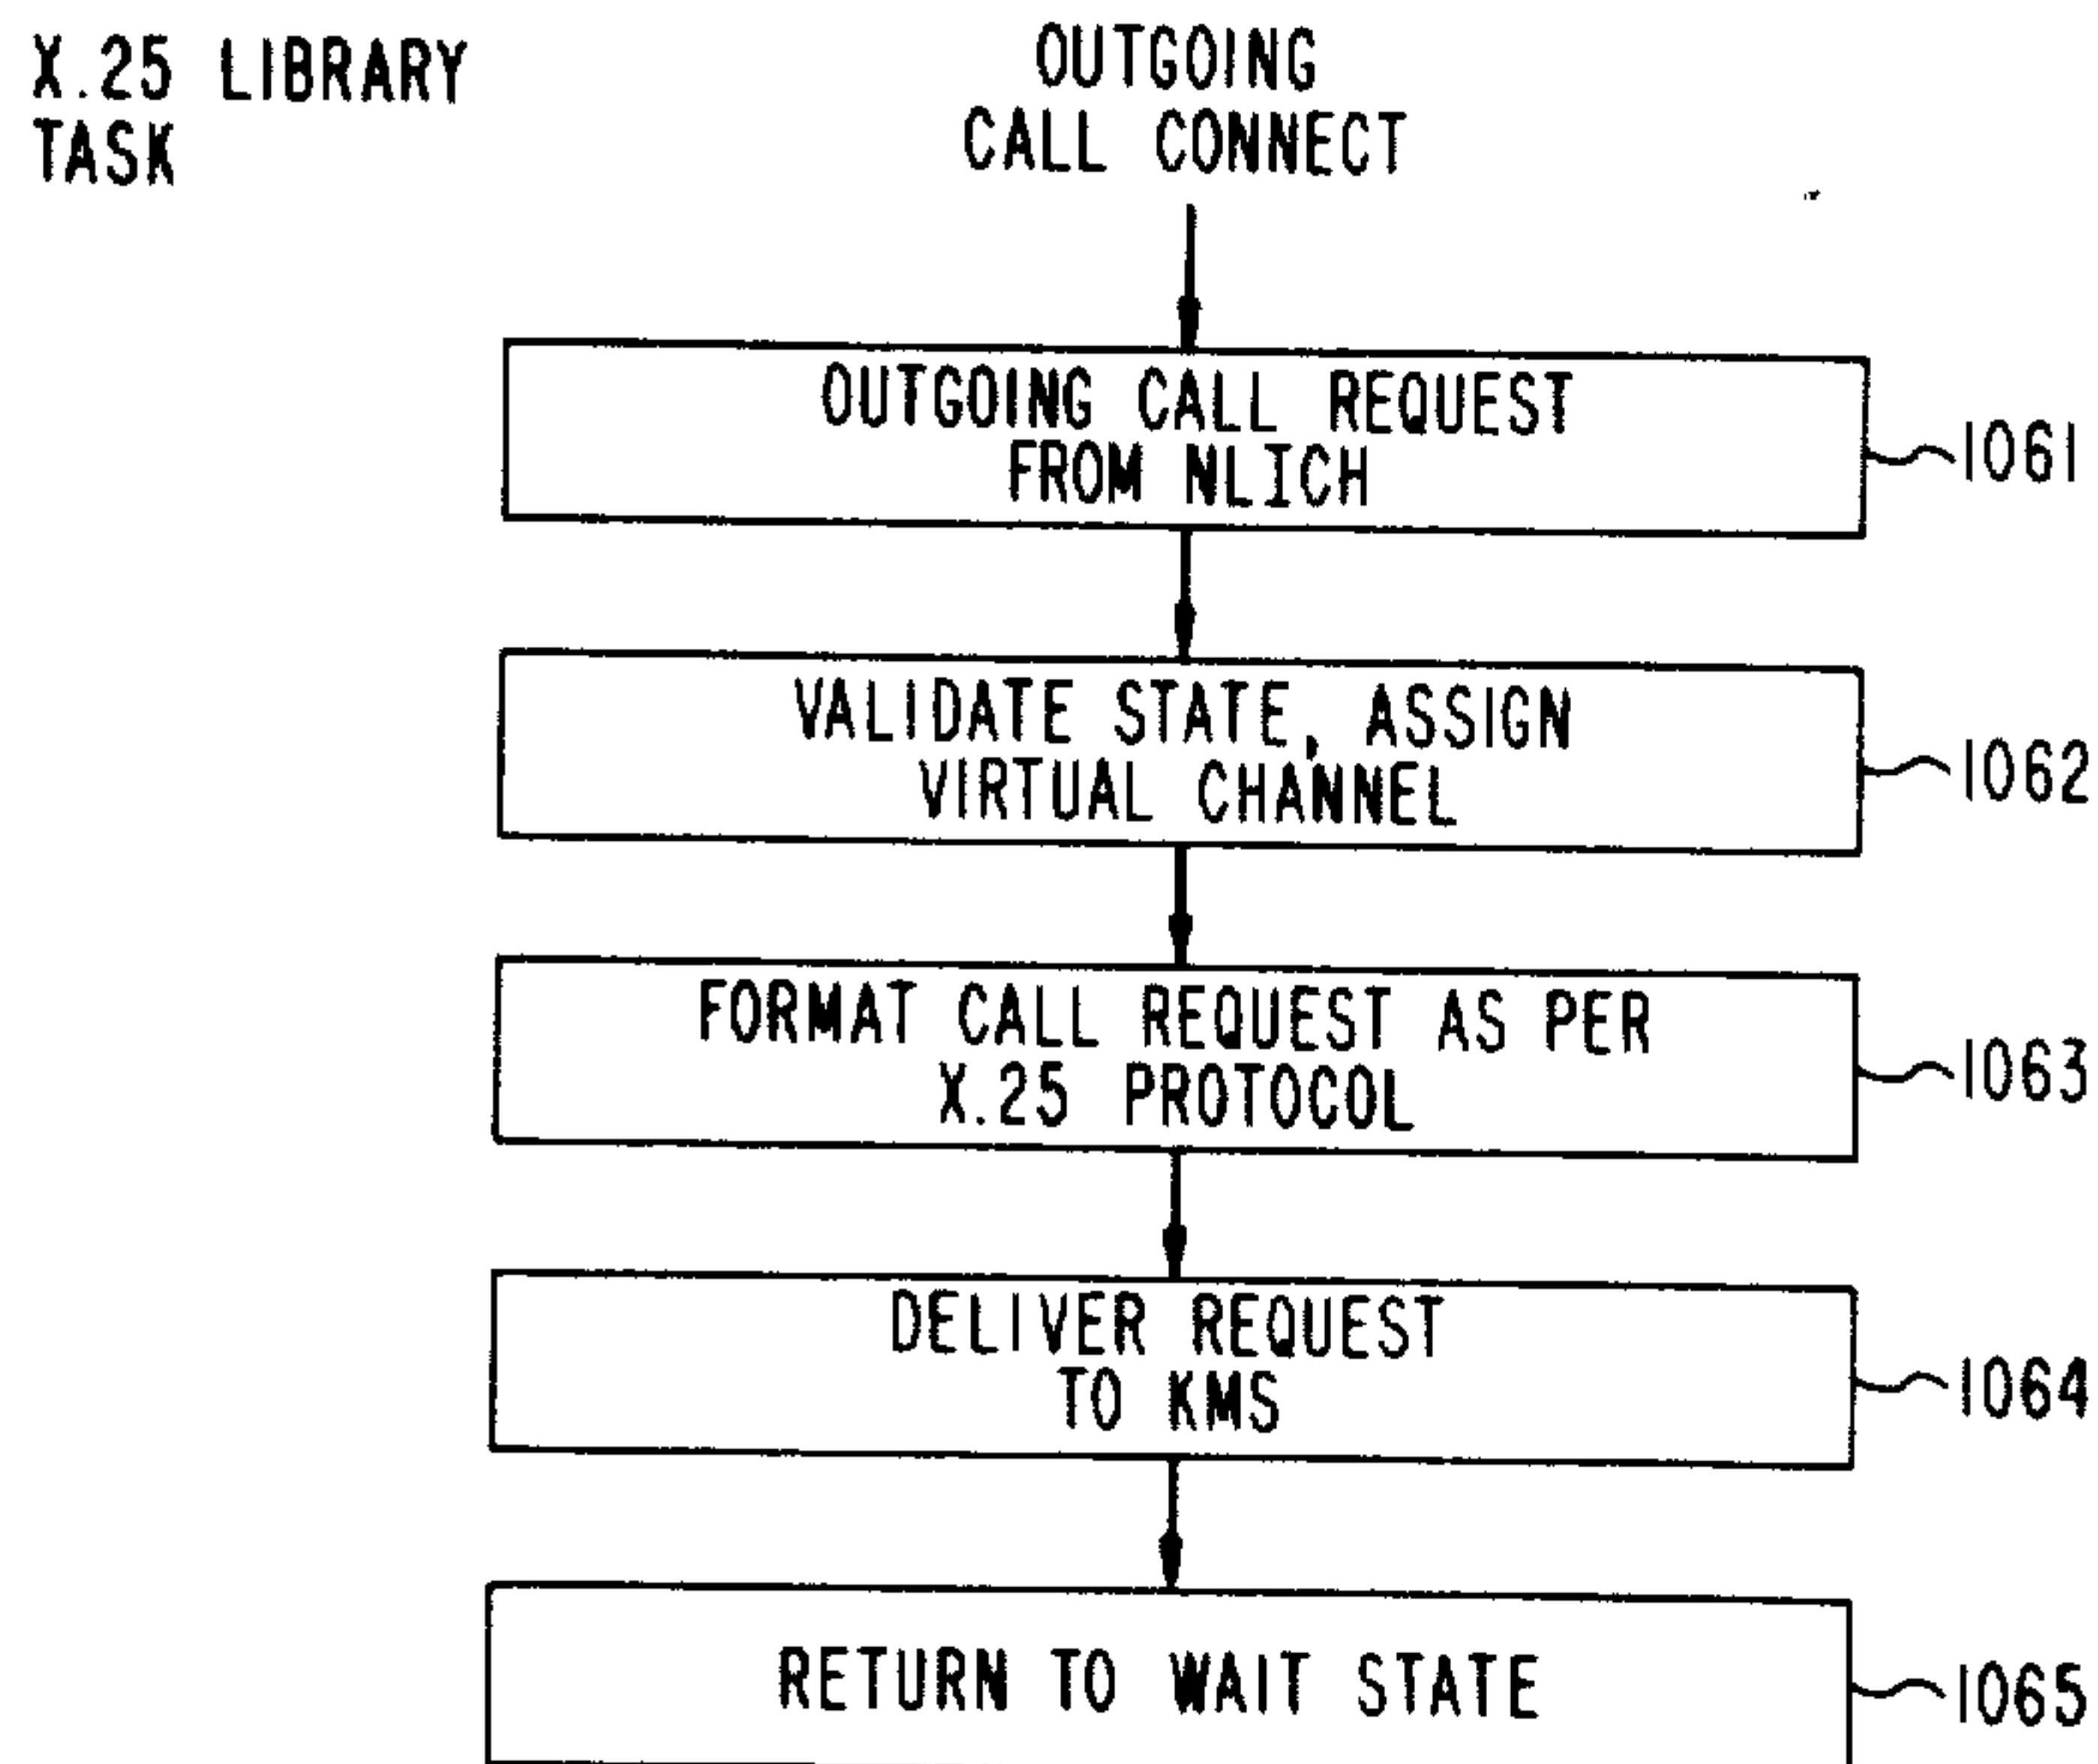 X.25 LIBRARY
TASK
OUTGOING
CALL CONNECT
OUTGOING CALL REQUEST
FROM NLICH
1061
VALIDATE STATE, ASSIGN
VIRTUAL CHANNEL
1062
FORMAT CALL REQUEST AS PER
X.25 PROTOCOL
1063
DELIVER REQUEST
TO KMS
1064
RETURN TO WAIT STATE
1065